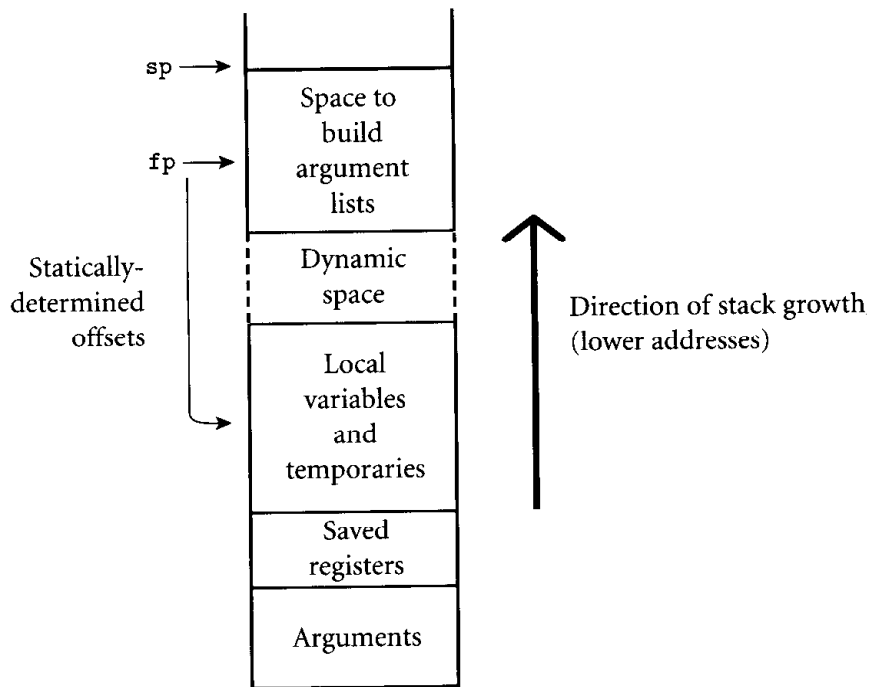 sp
Space to
build
argument
lists
fp
Dynamic
space
Statically-
determined
offsets
Direction of stack growth
(lower addresses)
Local
variables
and
temporaries
Saved
registers
Arguments